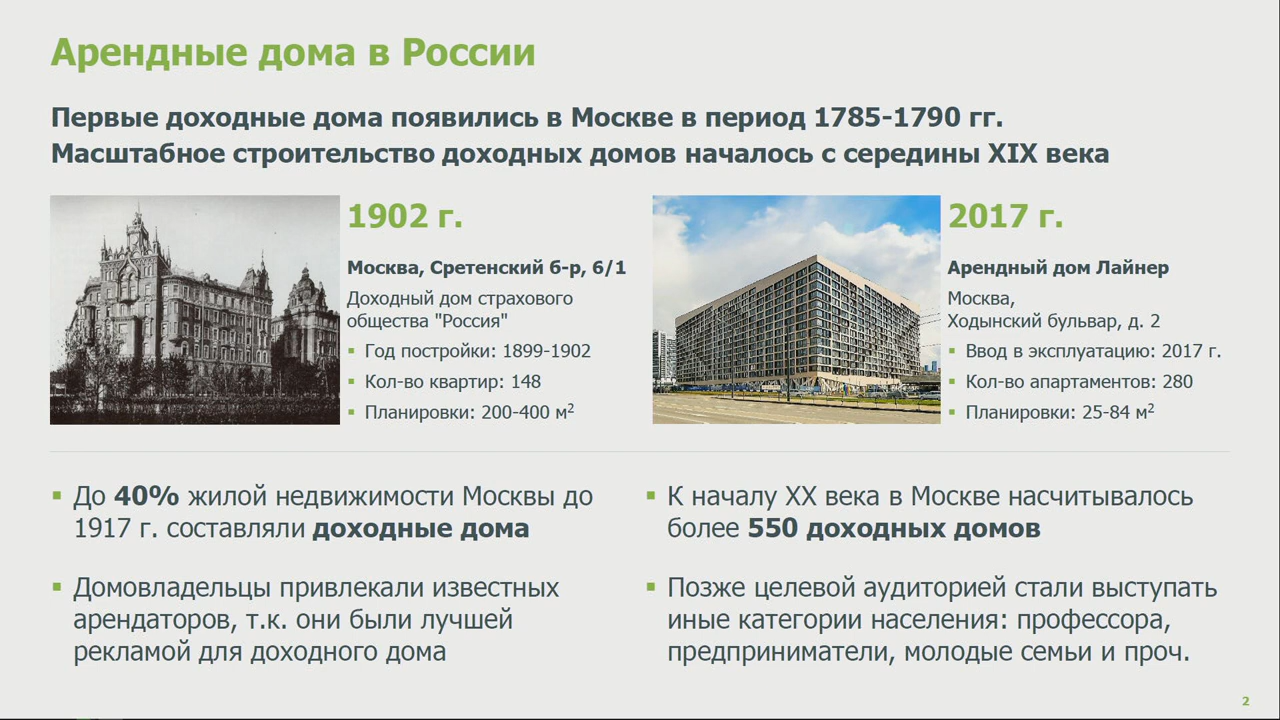 Арендные дома в России
Первые доходные дома появились в Москве в период 1785-1790 гг.
Масштабное строительство доходных домов началось с середины XIX века
1902 г.
Москва, Сретенский б-р, 6/1
Доходный дом страхового
общества "Россия"
▪ Год постройки: 1899-1902
▪ Кол-во квартир: 148
▪ Планировки: 200-400 м²
2017 г.
Арендный дом Лайнер
Москва,
Ходынский бульвар, д. 2
▪ Ввод в эксплуатацию: 2017 г.
▪ Кол-во апартаментов: 280
▪ Планировки: 25-84 м²
▪ До 40% жилой недвижимости Москвы до
1917 г. составляли доходные дома
▪ Домовладельцы привлекали известных
арендаторов, т.к. они были лучшей
рекламой для доходного дома
▪ К началу XX века в Москве насчитывалось
более 550 доходных домов
▪ Позже целевой аудиторией стали выступать
иные категории населения: профессора,
предприниматели, молодые семьи и проч.
2